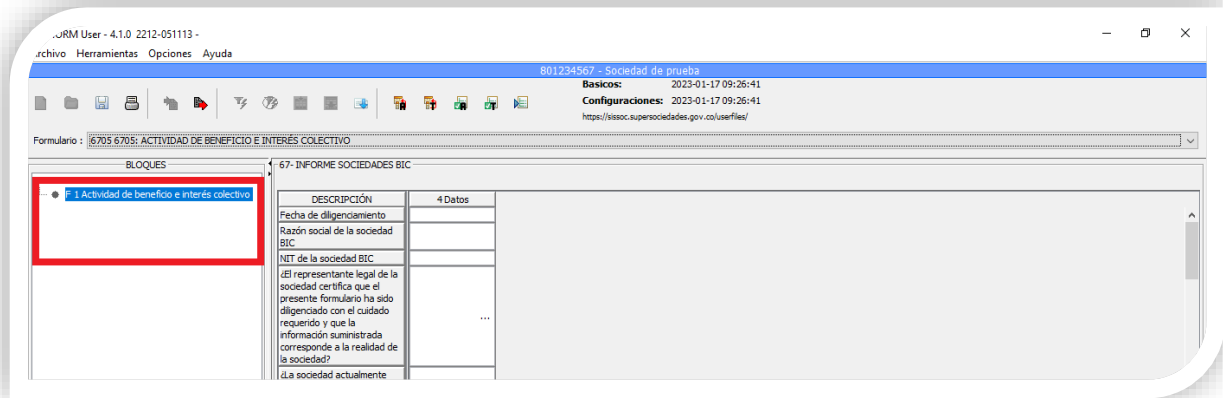 .ORM User - 4.1.0 2212-051113 -
.rchivo Herramientas Opciones Ayuda
801234567 - Sociedad de prueba
Basicos: 2023-01-17 09:26:41
Configuraciones: 2023-01-17 09:26:41
https://sissoc.supersociedades.gov.co/userfiles/
Formulario : 6705 6705: ACTIVIDAD DE BENEFICIO E INTERÉS COLECTIVO
BLOQUES
F 1 Actividad de beneficio e interés colectivo
67- INFORME SOCIEDADES BIC
DESCRIPCIÓN 4 Datos
Fecha de diligenciamiento
Razón social de la sociedad
BIC
NIT de la sociedad BIC
¿El representante legal de la
sociedad certifica que el
presente formulario ha sido
diligenciado con el cuidado
requerido y que la
información suministrada
corresponde a la realidad de
la sociedad?
...
¿La sociedad actualmente